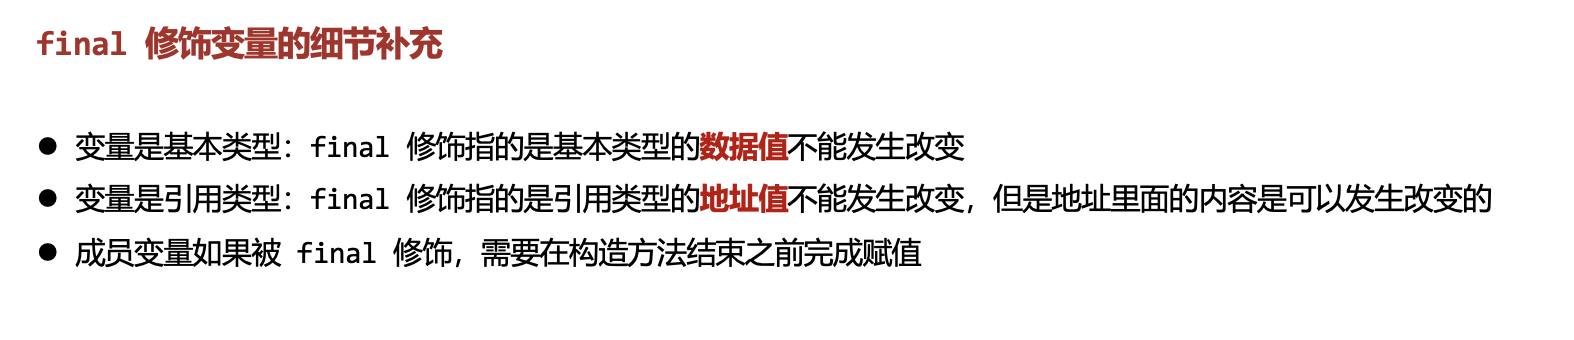 final 修饰变量的细节补充
● 变量是基本类型：final 修饰指的是基本类型的数据值不能发生改变
● 变量是引用类型：final 修饰指的是引用类型的地址值不能发生改变，但是地址里面的内容是可以发生改变的
● 成员变量如果被 final 修饰，需要在构造方法结束之前完成赋值